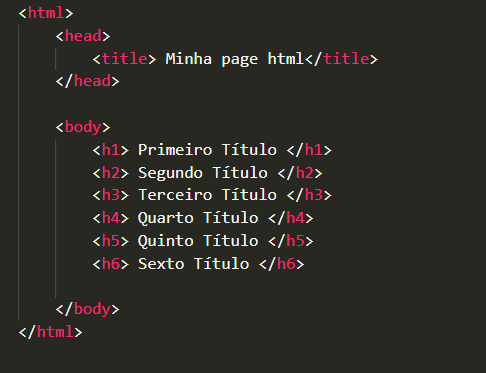 <html>
<head>
<title> Minha page html</title>
</head>
<body>
<h1> Primeiro Título </h1>
<h2> Segundo Título </h2>
<h3> Terceiro Título </h3>
<h4> Quarto Título </h4>
<h5> Quinto Título </h5>
<h6> Sexto Título </h6>
</body>
</html>